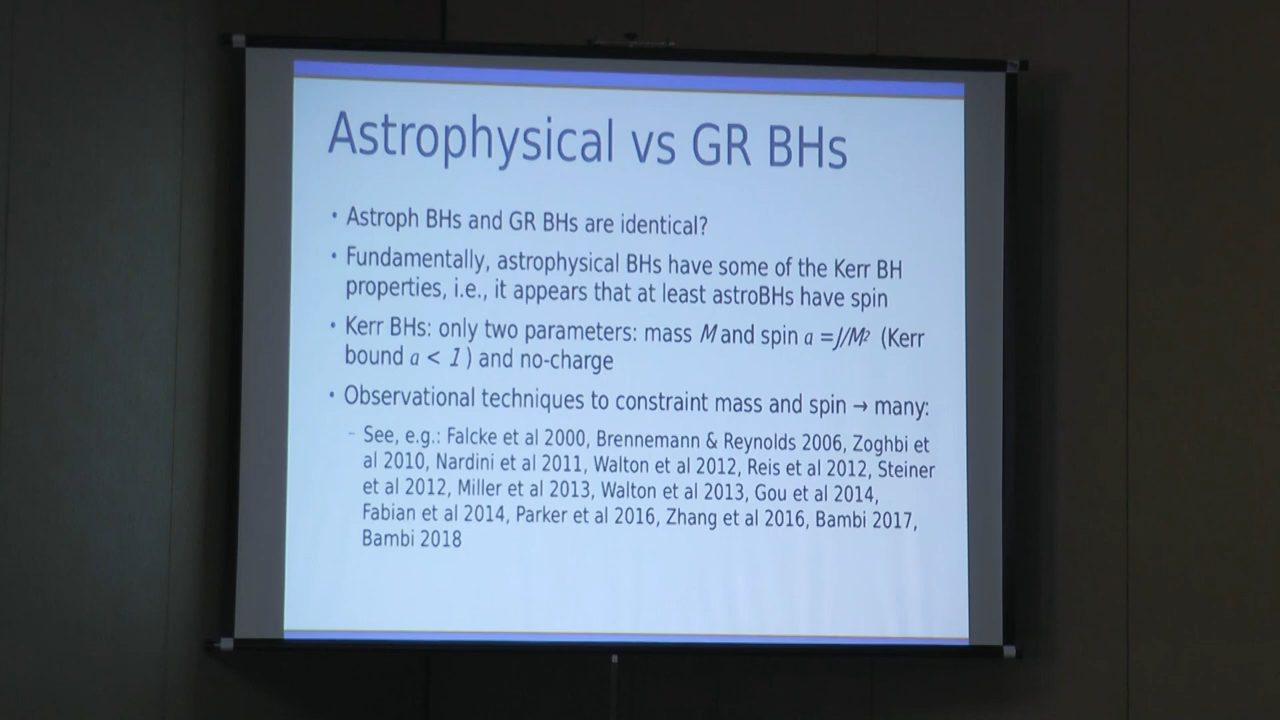 Astrophysical vs GR BHs
• Astroph BHs and GR BHs are identical?
• Fundamentally, astrophysical BHs have some of the Kerr BH
properties, i.e., it appears that at least astroBHs have spin
• Kerr BHs: only two parameters: mass M and spin a =J/M² (Kerr
bound a < 1 ) and no-charge
• Observational techniques to constraint mass and spin → many:
– See, e.g.: Falcke et al 2000, Brennemann & Reynolds 2006, Zoghbi et
al 2010, Nardini et al 2011, Walton et al 2012, Reis et al 2012, Steiner
et al 2012, Miller et al 2013, Walton et al 2013, Gou et al 2014,
Fabian et al 2014, Parker et al 2016, Zhang et al 2016, Bambi 2017,
Bambi 2018